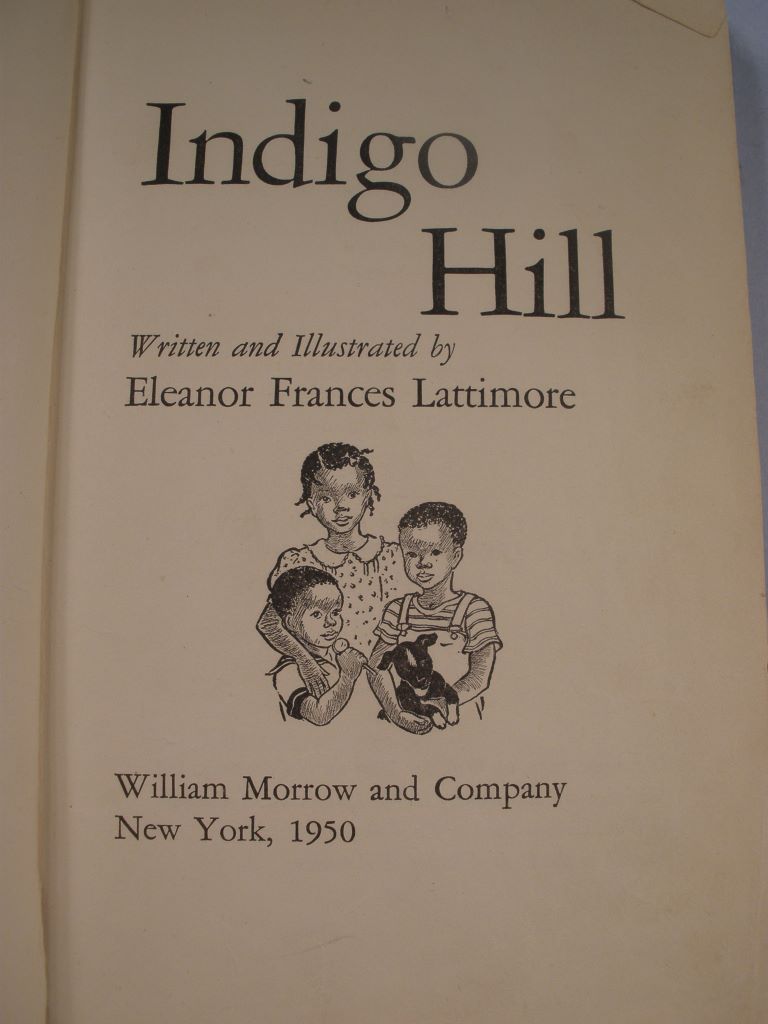 Indigo
Hill
Written and Illustrated by
Eleanor Frances Lattimore
William Morrow and Company
New York, 1950